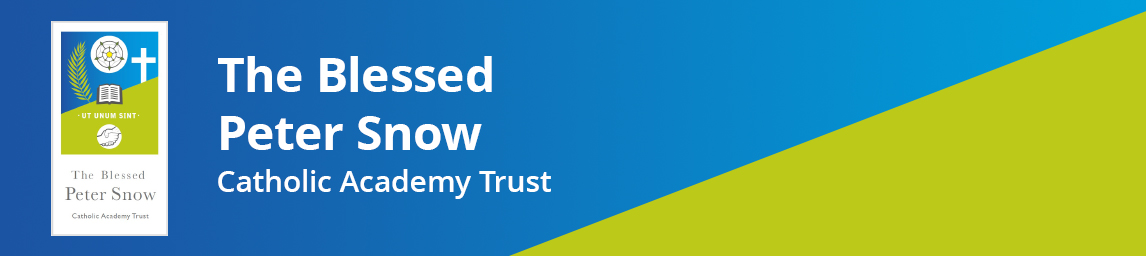 · UT UNUM SINT ·
The Blessed
Peter Snow
Catholic Academy Trust
The Blessed
Peter Snow
Catholic Academy Trust